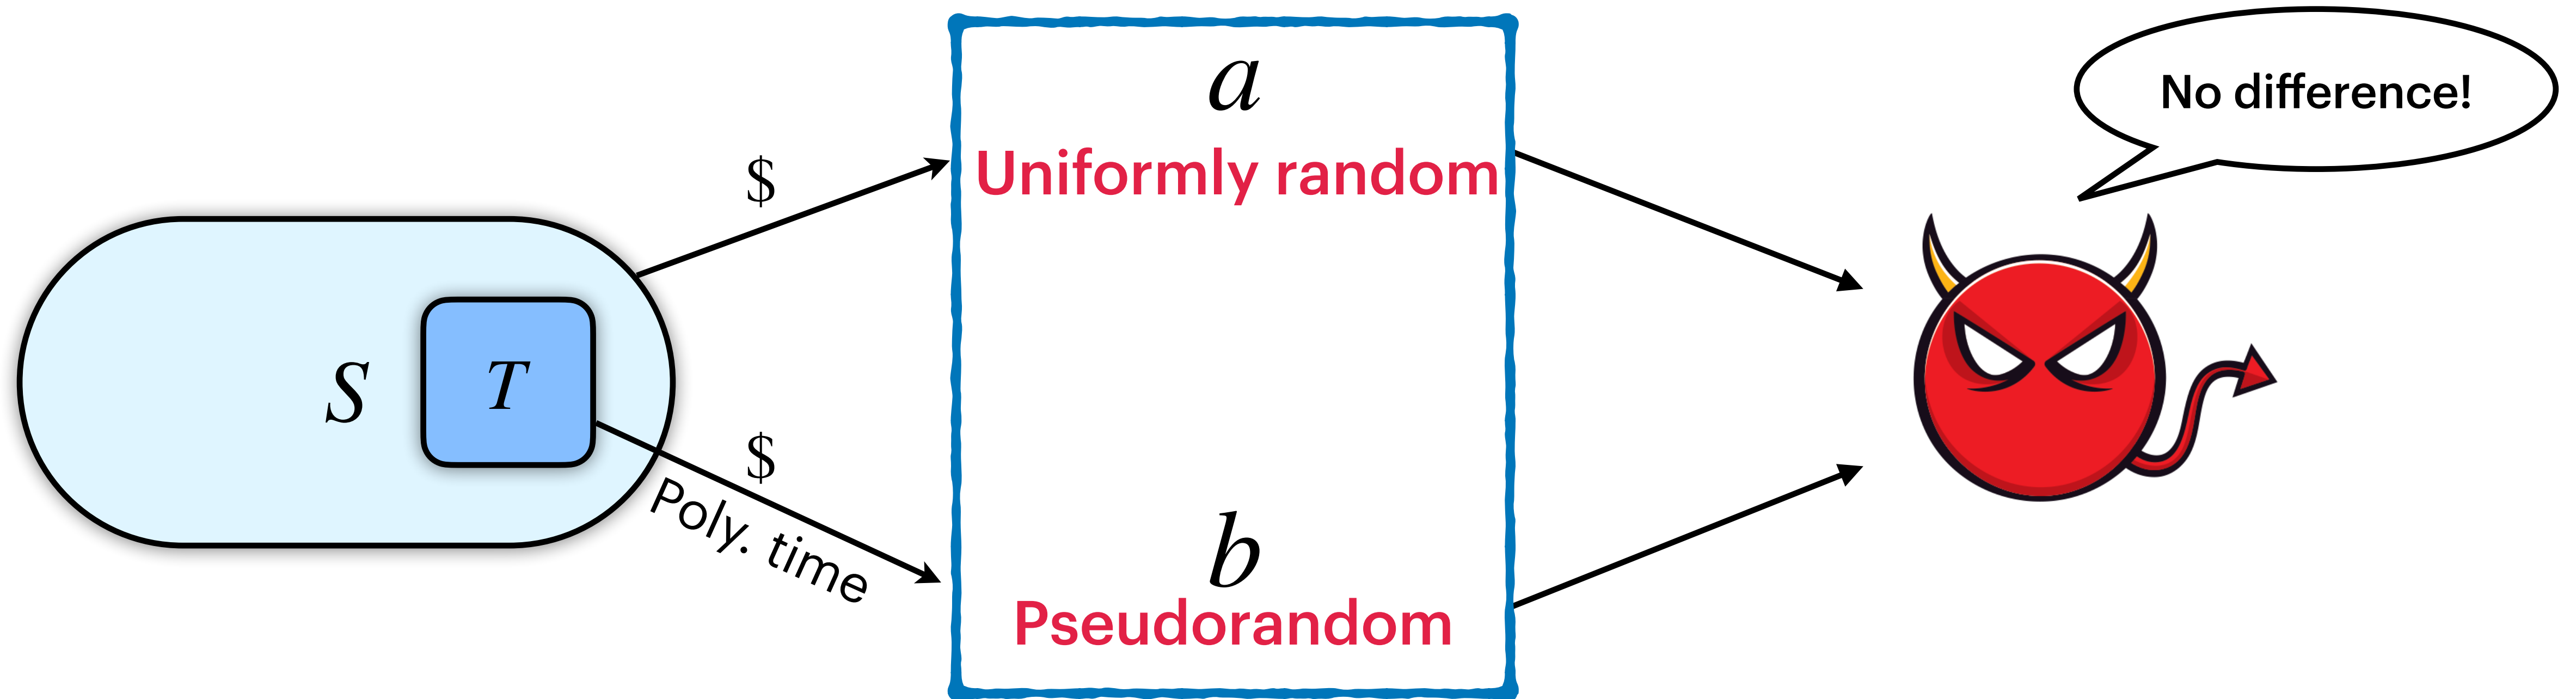 No difference!
a
Uniformly random
$
S
T
$
Poly. time
b
Pseudorandom